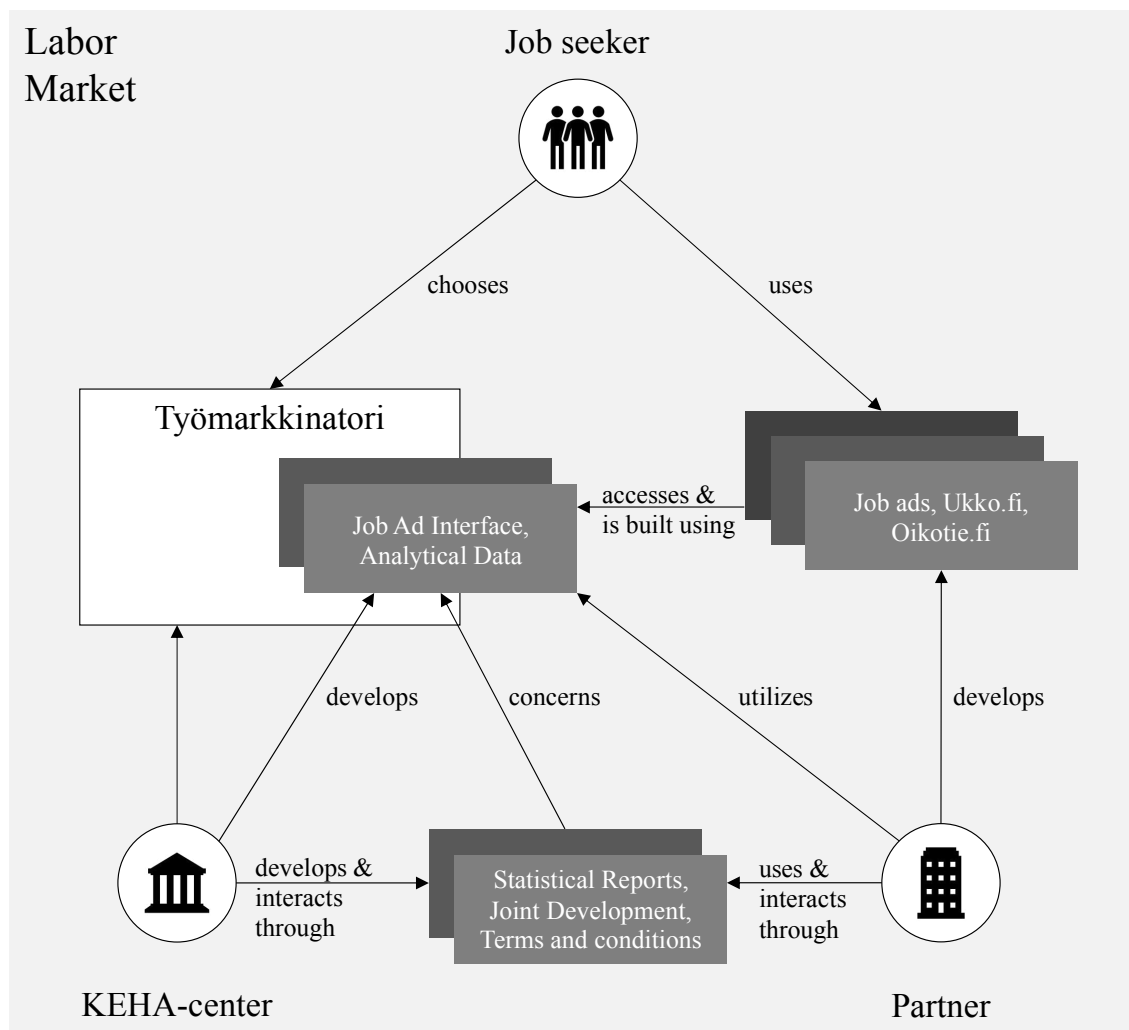 Labor
Market
Job seeker
chooses
uses
Työmarkkinatori
Job Ad Interface,
Analytical Data
accesses &
is built using
Job ads, Ukko.fi,
Oikotie.fi
develops
concerns
utilizes
develops
develops &
interacts
through
Statistical Reports,
Joint Development,
Terms and conditions
uses &
interacts
through
KEHA-center
Partner